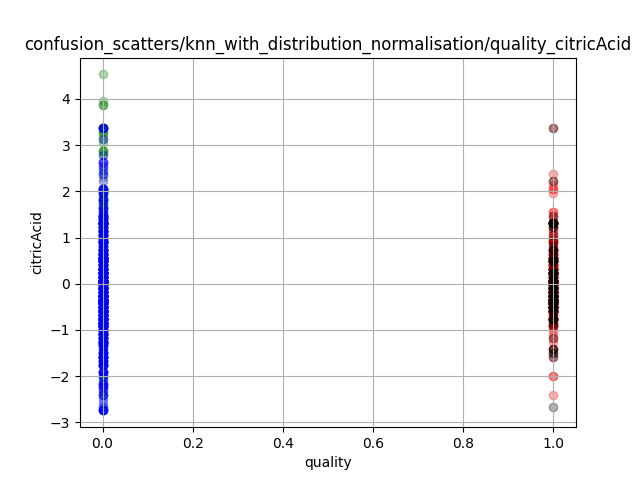 confusion_scatters/knn_with_distribution_normalisation/quality_citricAcid
4
3
2
1
0
−1
−2
−3
citricAcid
0.0 0.2 0.4 0.6 0.8 1.0
quality